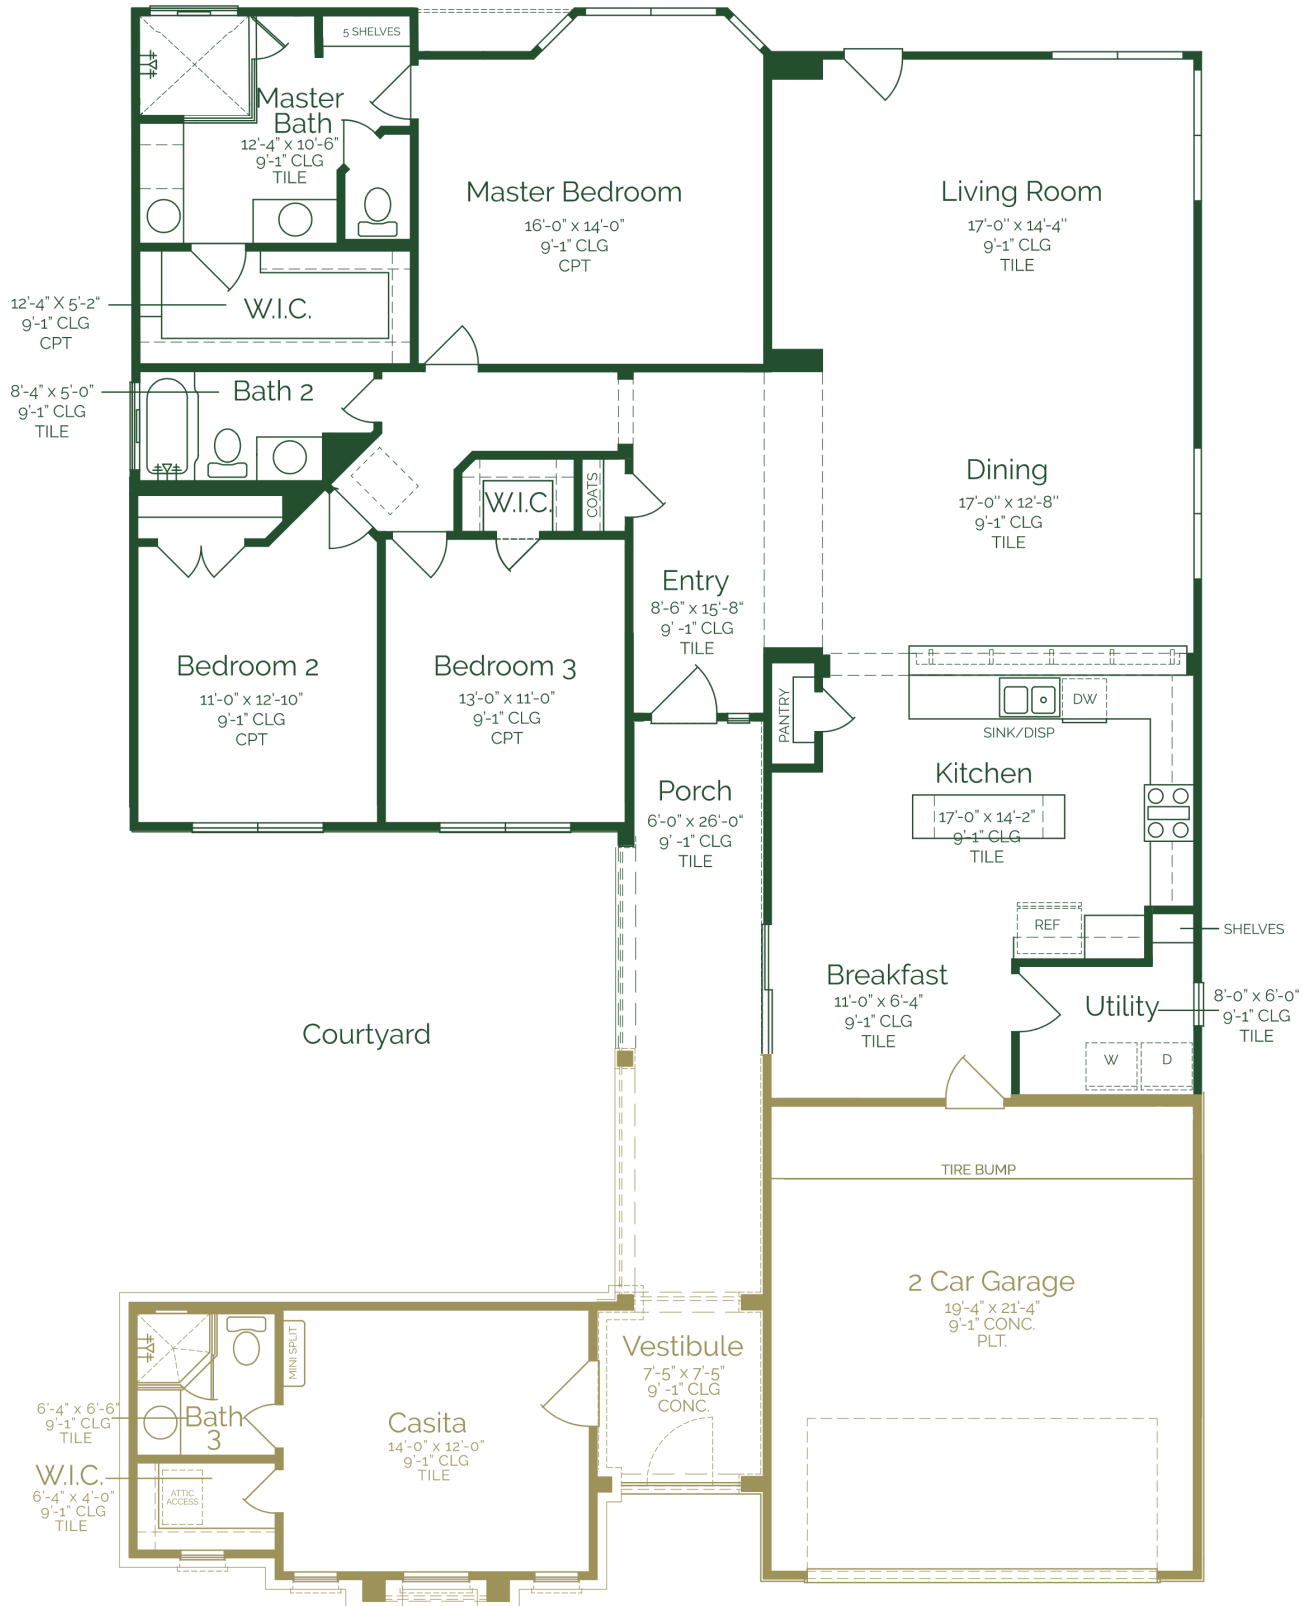 5 SHELVES
Master
Bath
12'-4" x 10'-6"
9'-1" CLG
TILE
Master Bedroom
16'-0" x 14'-0"
9'-1" CLG
CPT
Living Room
17'-0'' x 14'-4''
9'-1" CLG
TILE
12'-4" X 5'-2"
9'-1" CLG
CPT
W.I.C.
8'-4" x 5'-0"
9'-1" CLG
TILE
Bath 2
W.I.C.
COATS
Dining
17'-0'' x 12'-8''
9'-1" CLG
TILE
Entry
8'-6" x 15'-8"
9' -1" CLG
TILE
Bedroom 2
11'-0" x 12'-10"
9'-1" CLG
CPT
Bedroom 3
13'-0" x 11'-0"
9'-1" CLG
CPT
PANTRY
DW
SINK/DISP
Kitchen
17'-0" x 14'-2"
9'-1" CLG
TILE
Porch
6'-0" x 26'-0"
9' -1" CLG
TILE
REF
SHELVES
Breakfast
11'-0" x 6'-4"
9'-1" CLG
TILE
Utility
8'-0" x 6'-0"
9'-1" CLG
TILE
W
D
Courtyard
TIRE BUMP
2 Car Garage
19'-4" x 21'-4"
9'-1" CONC.
PLT.
Vestibule
7'-5" x 7'-5"
9' -1" CLG
CONC.
MINI SPLIT
6'-4" x 6'-6"
9'-1" CLG
TILE
Bath
3
Casita
14'-0" x 12'-0"
9'-1" CLG
TILE
W.I.C.
6'-4" x 4'-0"
9'-1" CLG
TILE
ATTIC
ACCESS